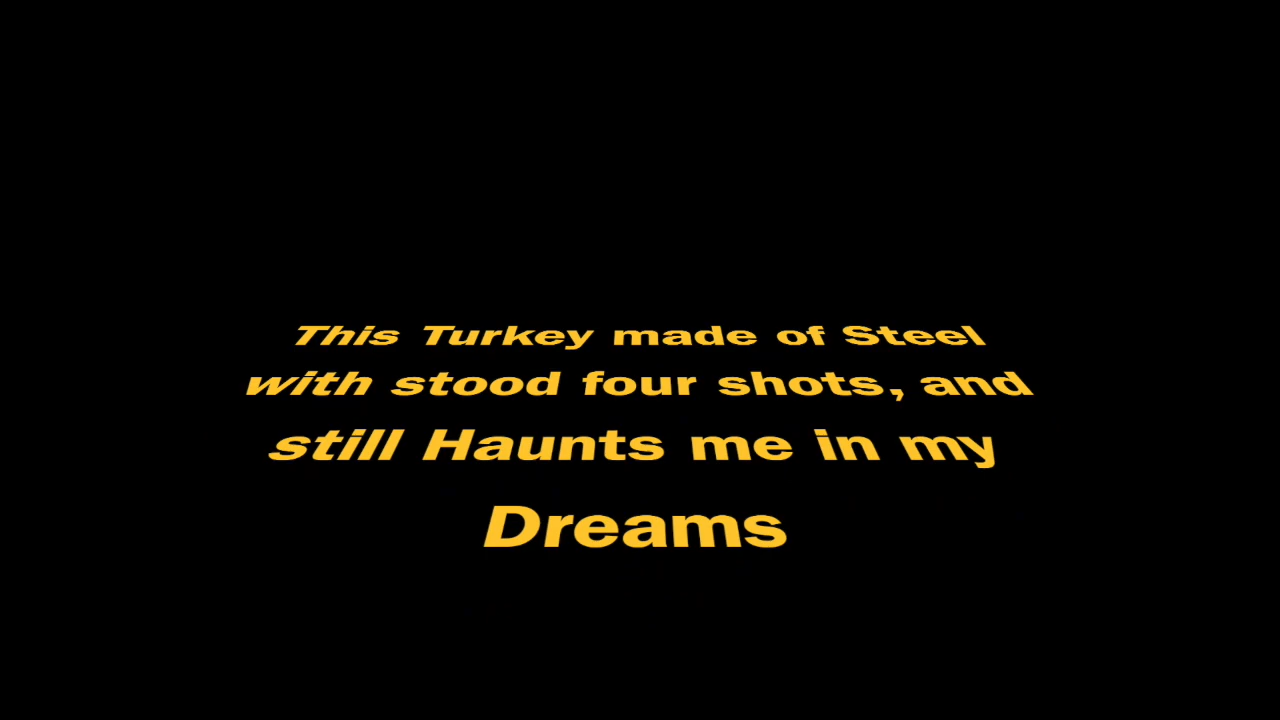 This Turkey made of Steel
with stood four shots, and
still Haunts me in my
Dreams